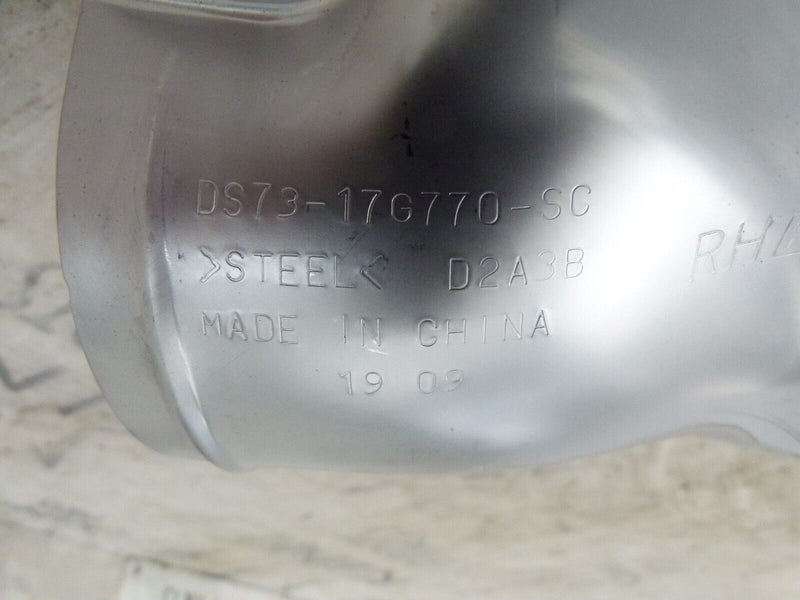 DS73-17G770-SC
>STEEL< D2A3B
MADE IN CHINA
19 09